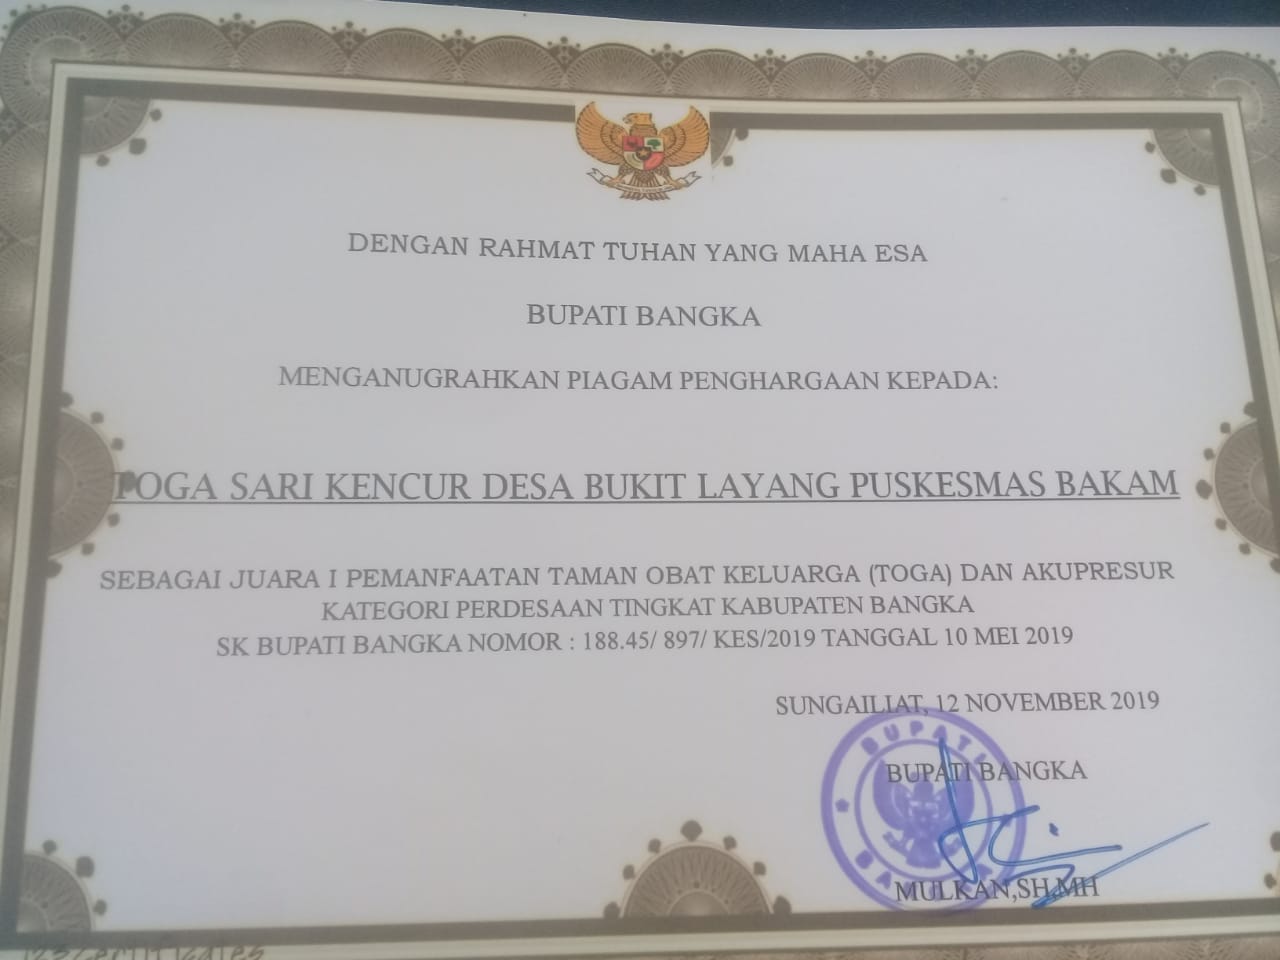 DENGAN RAHMAT TUHAN YANG MAHA ESA
BUPATI BANGKA
MENGANUGRAHKAN PIAGAM PENGHARGAAN KEPADA:
TOGA SARI KENCUR DESA BUKIT LAYANG PUSKESMAS BAKAM
SEBAGAI JUARA I PEMANFAATAN TAMAN OBAT KELUARGA (TOGA) DAN AKUPRESUR
KATEGORI PERDESAAN TINGKAT KABUPATEN BANGKA
SK BUPATI BANGKA NOMOR : 188.45/ 897/ KES/2019 TANGGAL 10 MEI 2019
SUNGAILIAT, 12 NOVEMBER 2019
BUPATI
BUPATI BANGKA
MULKAN,SH,MH
123Certificates